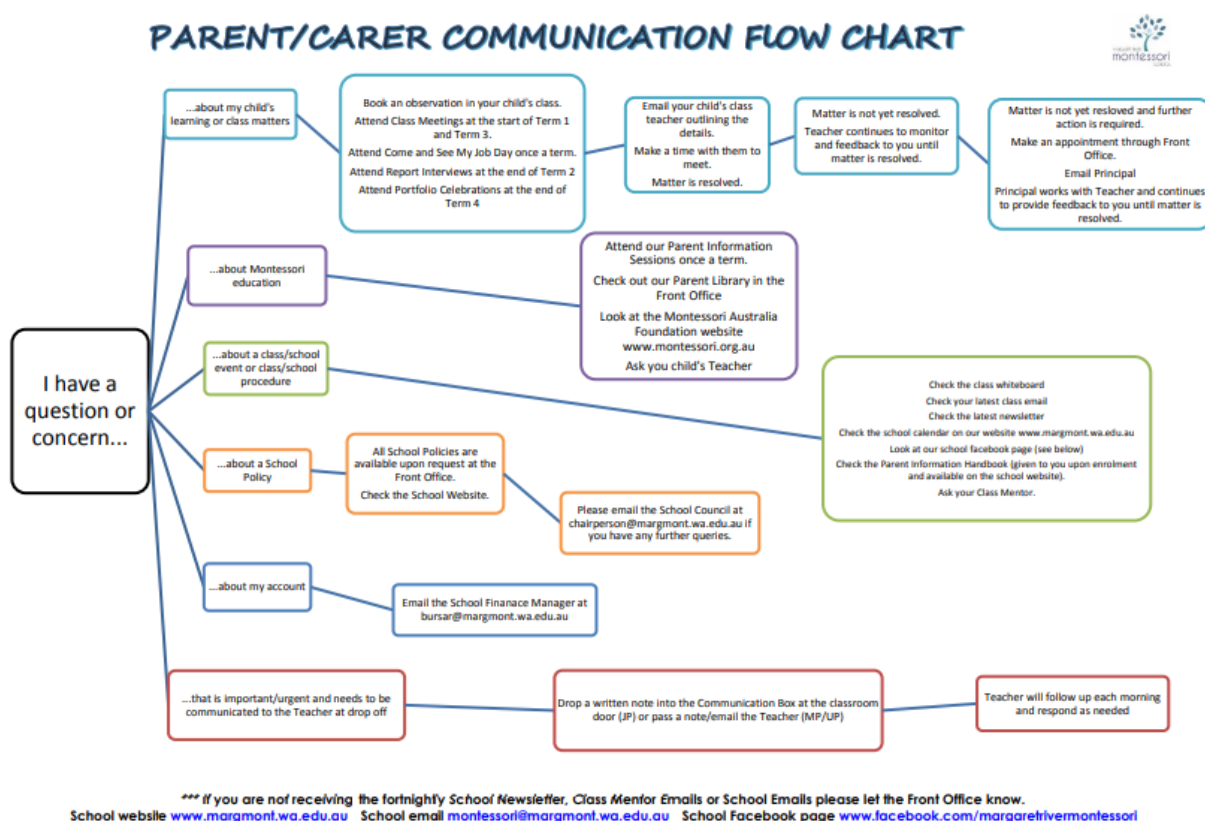 PARENT/CARER COMMUNICATION FLOW CHART
montessori
I have a
question or
concern...
...about my child's
learning or class matters
Book an observation in your child's class.
Attend Class Meetings at the start of Term 1
and Term 3.
Attend Come and See My Job Day once a term.
Attend Report Interviews at the end of Term 2
Attend Portfolio Celebrations at the end of
Term 4
Email your child's class
teacher outlining the
details.
Make a time with them to
meet.
Matter is resolved.
Matter is not yet resolved.
Teacher continues to monitor
and feedback to you until
matter is resolved.
Matter is not yet resloved and further
action is required.
Make an appointment through Front
Office.
Email Principal
Principal works with Teacher and continues
to provide feedback to you until matter is
resolved.
...about Montessori
education
Attend our Parent Information
Sessions once a term.
Check out our Parent Library in the
Front Office
Look at the Montessori Australia
Foundation website
www.montessori.org.au
Ask you child's Teacher
...about a class/school
event or class/school
procedure
Check the class whiteboard
Check your latest class email
Check the latest newsletter
Check the school calendar on our website www.margmont.wa.edu.au
Look at our school facebook page (see below)
Check the Parent Information Handbook (given to you upon enrolment
and available on the school website).
Ask your Class Mentor.
...about a School
Policy
All School Policies are
available upon request at the
Front Office.
Check the School Website.
Please email the School Council at
chairperson@margmont.wa.edu.au if
you have any further queries.
...about my account
Email the School Finanace Manager at
bursar@margmont.wa.edu.au
...that is important/urgent and needs to be
communicated to the Teacher at drop off
Drop a written note into the Communication Box at the classroom
door (JP) or pass a note/email the Teacher (MP/UP)
Teacher will follow up each morning
and respond as needed
*** If you are not receiving the fortnightly School Newsletter, Class Mentor Emails or School Emails please let the Front Office know.
School website www.margmont.wa.edu.au School email montessori@margmont.wa.edu.au School Facebook page www.facebook.com/margaretrivermontessori